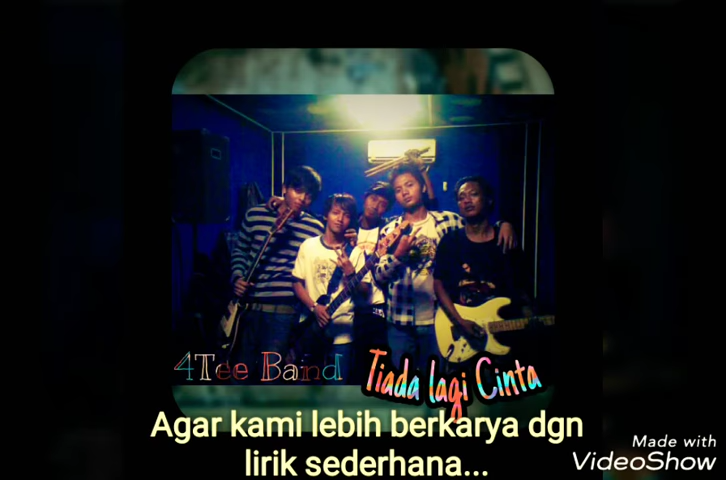 4Tee Band
Tiada lagi Cinta
Agar kami lebih berkarya dgn
lirik sederhana...
Made with
VideoShow